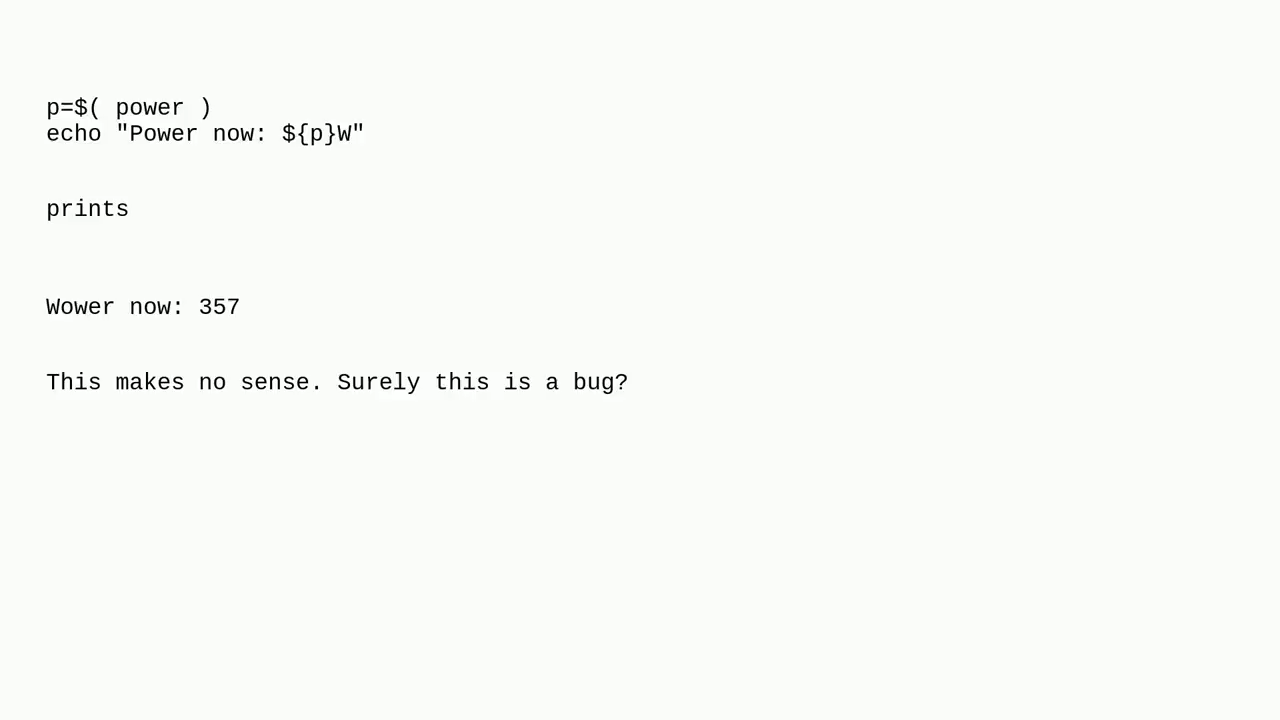 p=$( power )
echo "Power now: ${p}W"
prints
Wower now: 357
This makes no sense. Surely this is a bug?